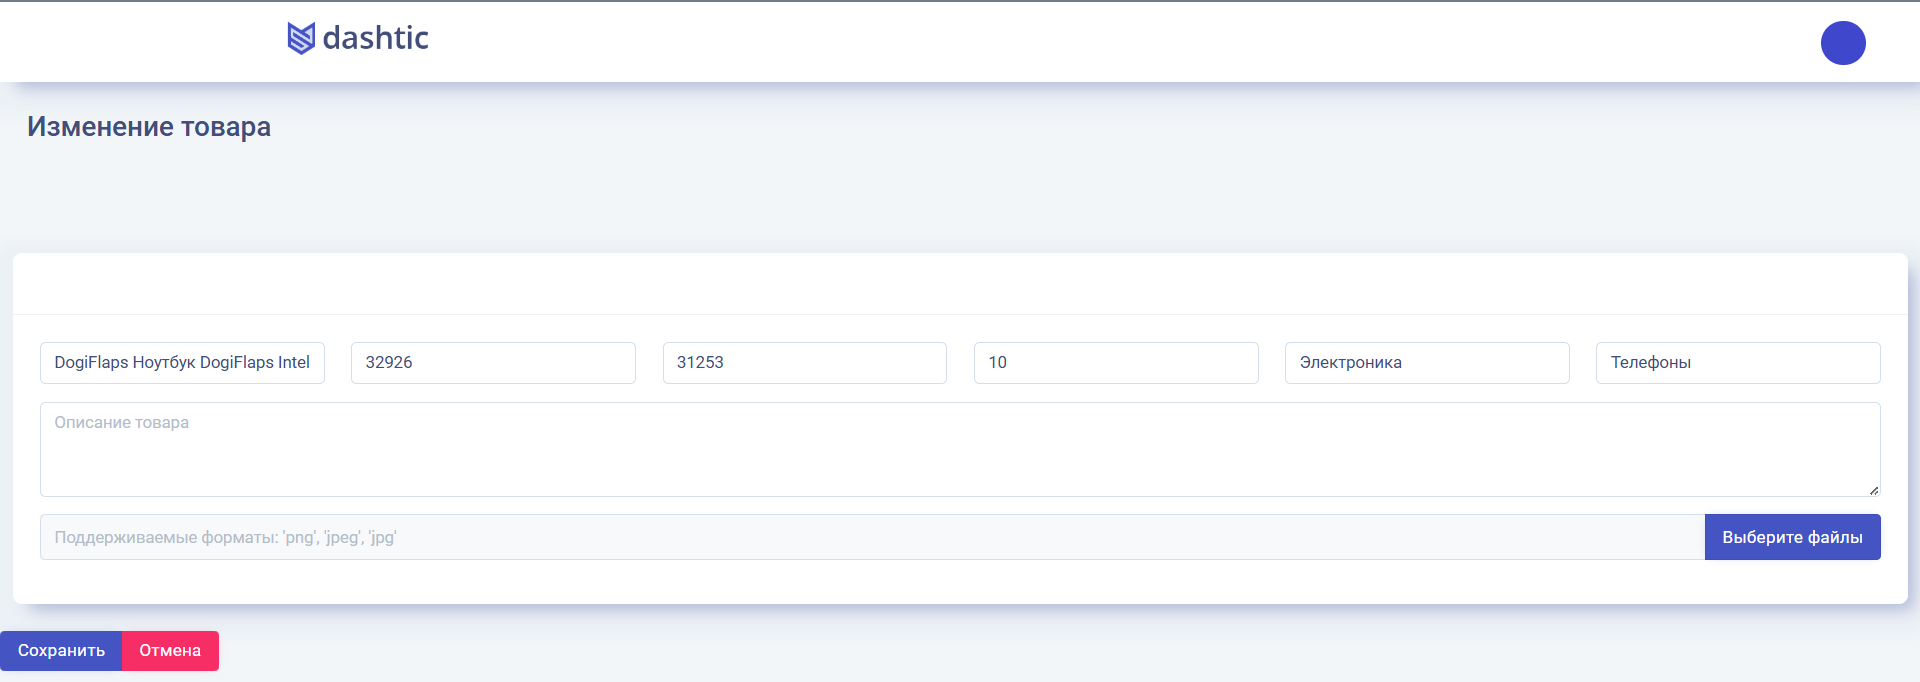 dashtic
Изменение товара
DogiFlaps Ноутбук DogiFlaps Intel 32926 31253 10 Электроника Телефоны
Описание товара
Поддерживаемые форматы: 'png', 'jpeg', 'jpg' Выберите файлы
Сохранить Отмена